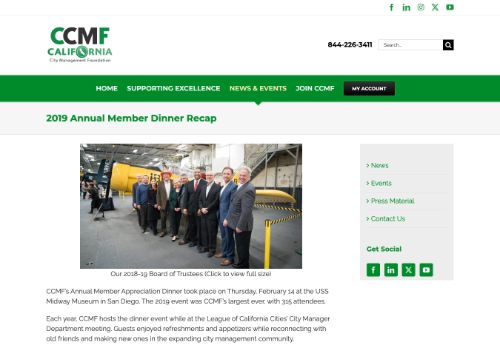 CCMF
CALIFORNIA
City Management Foundation
844-226-3411
Search...
HOME
SUPPORTING EXCELLENCE
NEWS & EVENTS
JOIN CCMF
MY ACCOUNT
2019 Annual Member Dinner Recap
Our 2018-19 Board of Trustees (Click to view full size)
CCMF's Annual Member Appreciation Dinner took place on Thursday, February 14 at the USS
Midway Museum in San Diego. The 2019 event was CCMF's largest ever, with 315 attendees.
Each year, CCMF hosts the dinner event while at the League of California Cities' City Manager
Department meeting. Guests enjoyed refreshments and appetizers while reconnecting with
old friends and making new ones in the expanding city management community.
> News
> Events
> Press Material
> Contact Us
Get Social